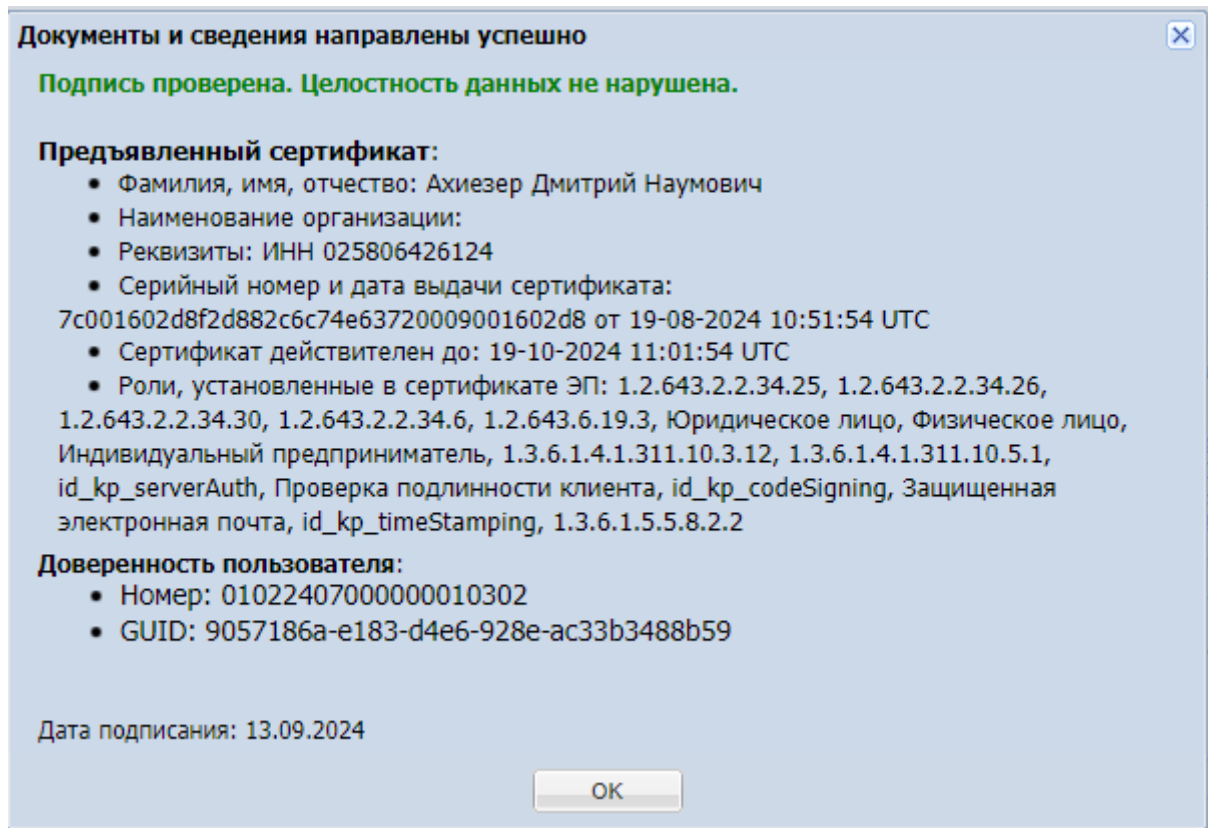 Документы и сведения направлены успешно
Подпись проверена. Целостность данных не нарушена.
Предъявленный сертификат:
• Фамилия, имя, отчество: Ахиезер Дмитрий Наумович
• Наименование организации:
• Реквизиты: ИНН 025806426124
• Серийный номер и дата выдачи сертификата:
7c001602d8f2d882c6c74e63720009001602d8 от 19-08-2024 10:51:54 UTC
• Сертификат действителен до: 19-10-2024 11:01:54 UTC
• Роли, установленные в сертификате ЭП: 1.2.643.2.2.34.25, 1.2.643.2.2.34.26,
1.2.643.2.2.34.30, 1.2.643.2.2.34.6, 1.2.643.6.19.3, Юридическое лицо, Физическое лицо,
Индивидуальный предприниматель, 1.3.6.1.4.1.311.10.3.12, 1.3.6.1.4.1.311.10.5.1,
id_kp_serverAuth, Проверка подлинности клиента, id_kp_codeSigning, Защищенная
электронная почта, id_kp_timeStamping, 1.3.6.1.5.5.8.2.2
Доверенность пользователя:
• Номер: 01022407000000010302
• GUID: 9057186a-e183-d4e6-928e-ac33b3488b59
Дата подписания: 13.09.2024
OK